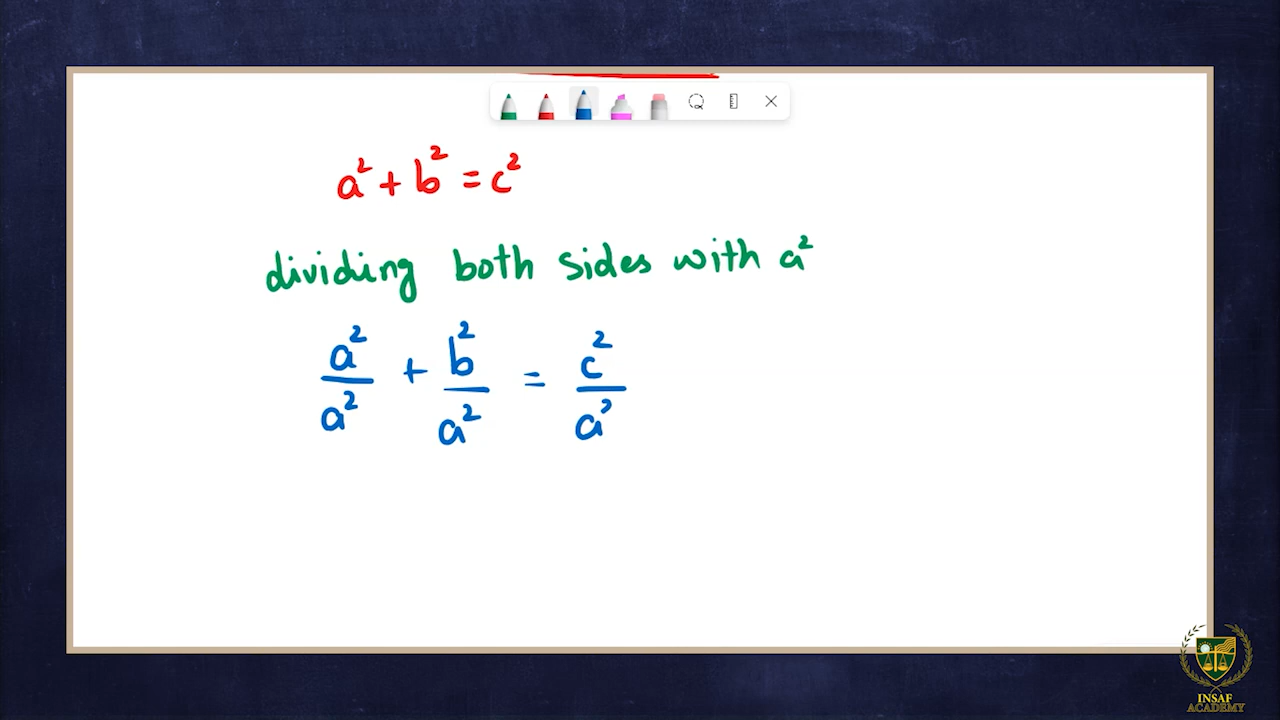 a² + b² = c²
dividing both sides with a²
a²/a² + b²/a² = c²/a²
INSAF
ACADEMY